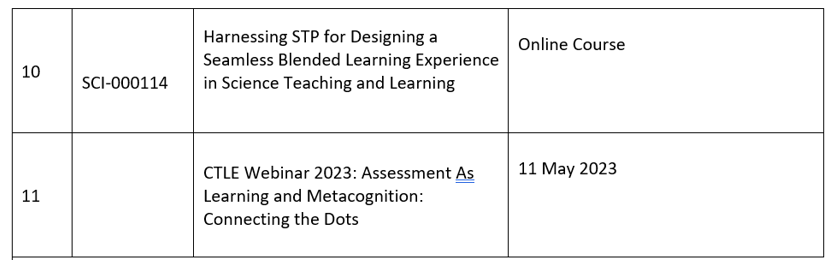 10
SCI-000114
Harnessing STP for Designing a
Seamless Blended Learning Experience
in Science Teaching and Learning
Online Course
11
CTLE Webinar 2023: Assessment As
Learning and Metacognition:
Connecting the Dots
11 May 2023